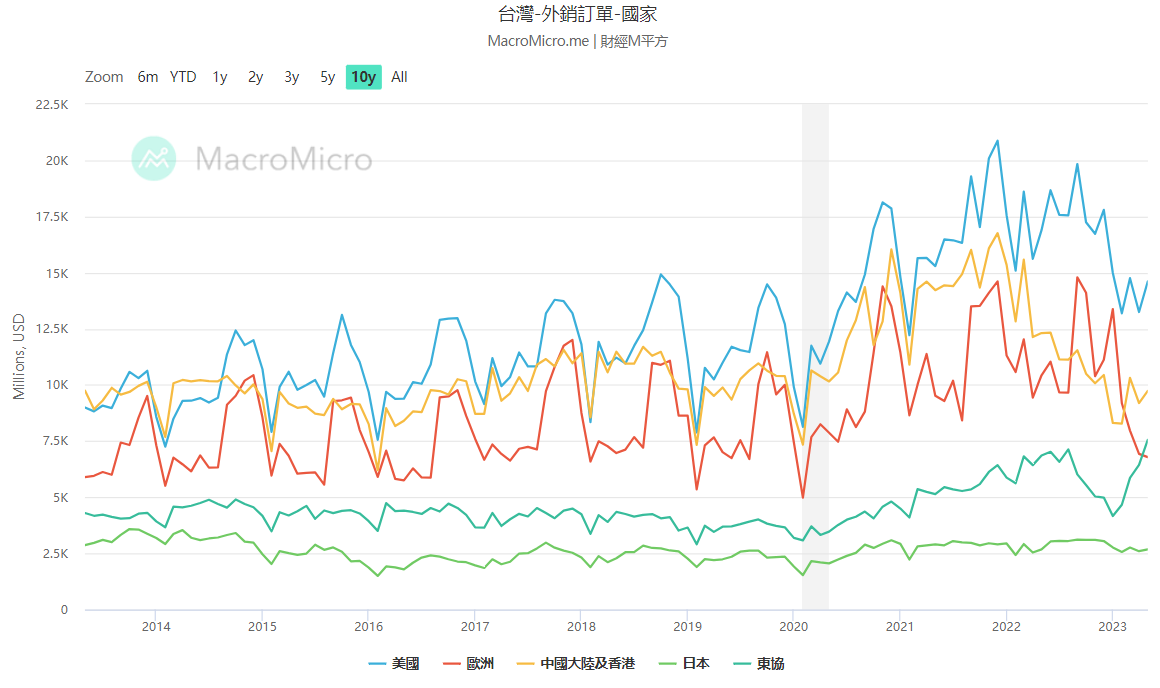 台灣-外銷訂單-國家
MacroMicro.me | 財經M平方
Zoom 6m YTD 1y 2y 3y 5y 10y All
22.5K
20K
17.5K
15K
12.5K
10K
7.5K
5K
2.5K
0
Millions, USD
MacroMicro
2014 2015 2016 2017 2018 2019 2020 2021 2022 2023
美國 歐洲 中國大陸及香港 日本 東協